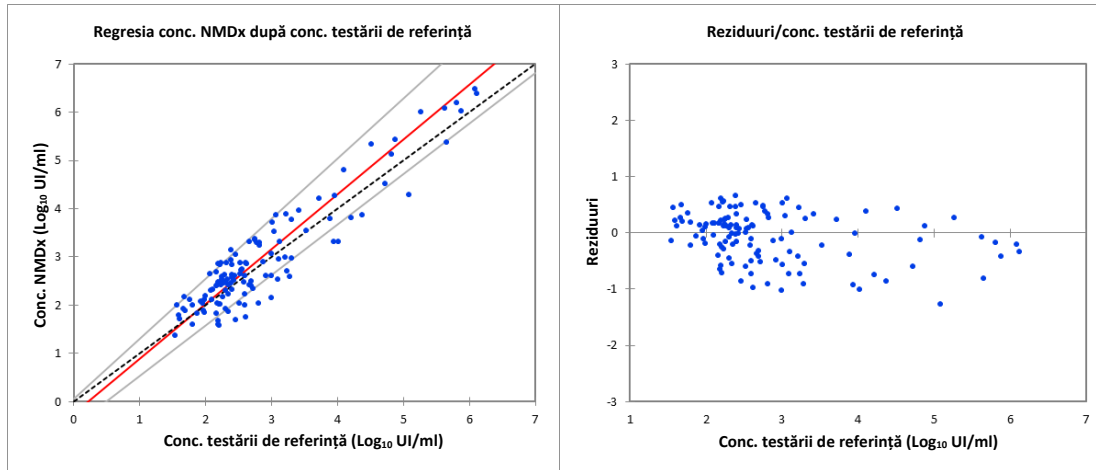 Regresia conc. NMDx după conc. testării de referință
7
6
5
4
3
2
1
0
Conc. NMDx (Log₁₀ UI/ml)
0 1 2 3 4 5 6 7
Conc. testării de referință (Log₁₀ UI/ml)
Reziduuri/conc. testării de referință
3
2
1
0
-1
-2
-3
Reziduuri
1 2 3 4 5 6 7
Conc. testării de referință (Log₁₀ UI/ml)